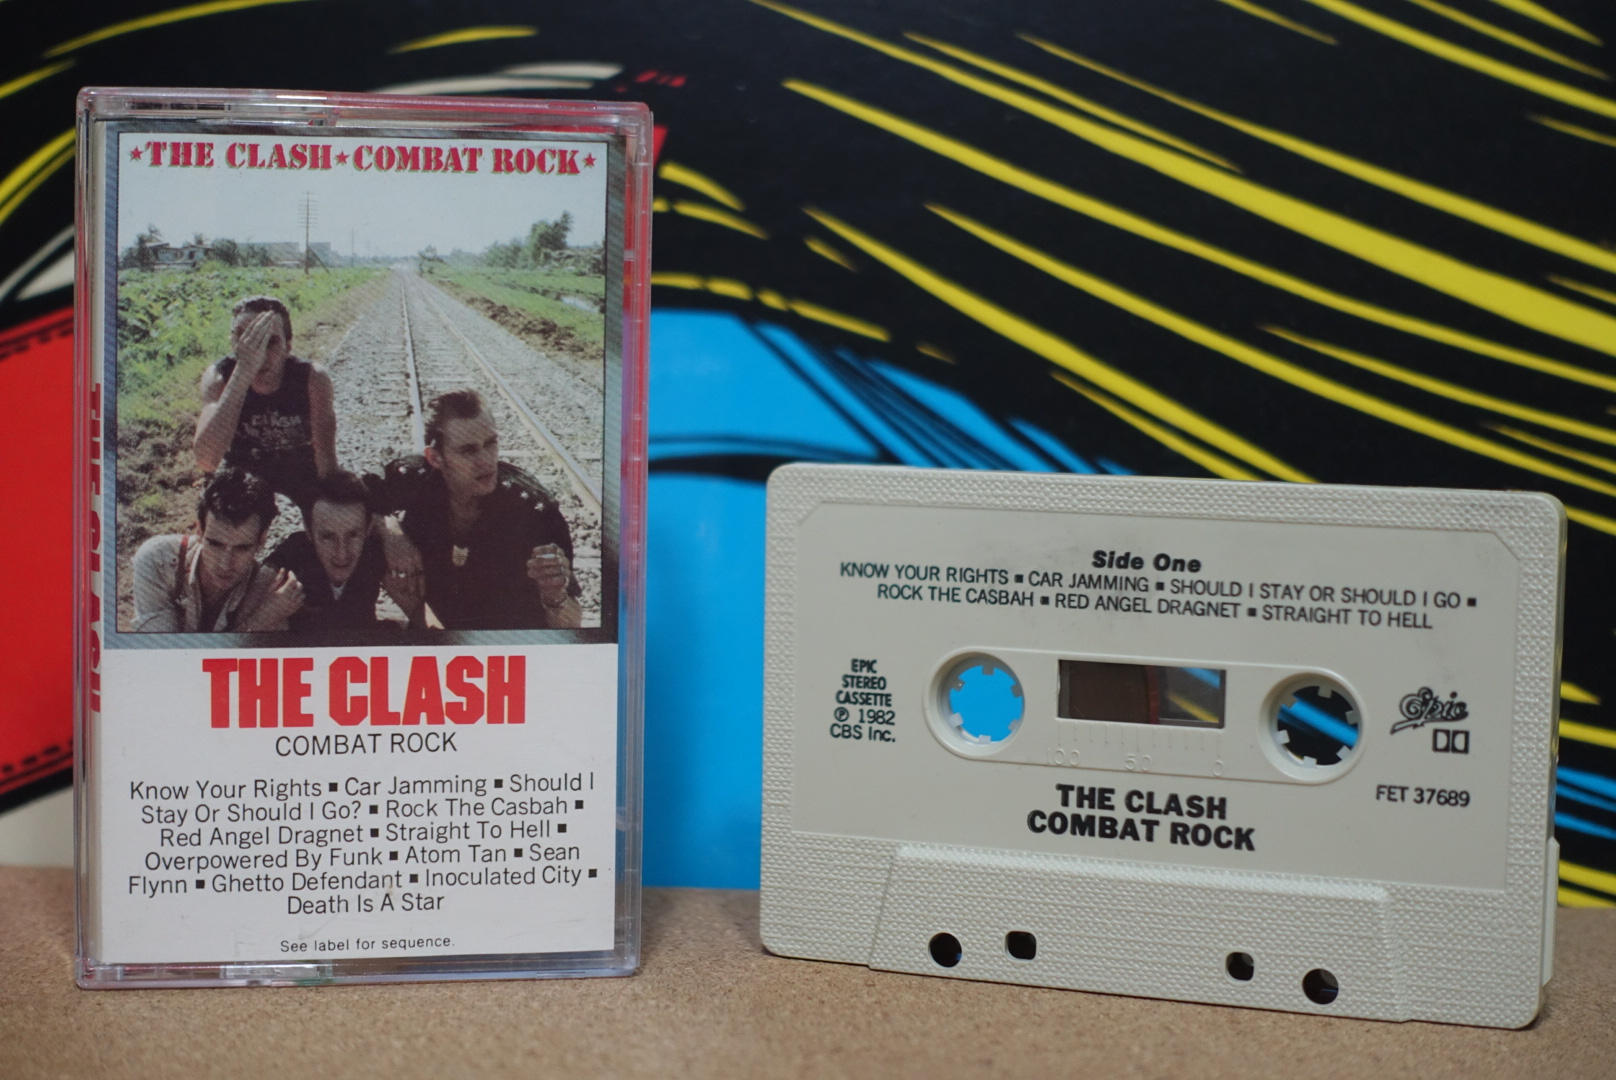 ★THE CLASH★COMBAT ROCK★
THE CLASH
THE CLASH
COMBAT ROCK
Know Your Rights ■ Car Jamming ■ Should I
Stay Or Should I Go? ■ Rock The Casbah ■
Red Angel Dragnet ■ Straight To Hell ■
Overpowered By Funk ■ Atom Tan ■ Sean
Flynn ■ Ghetto Defendant ■ Inoculated City ■
Death Is A Star
See label for sequence.
Side One
KNOW YOUR RIGHTS ■ CAR JAMMING ■ SHOULD I STAY OR SHOULD I GO ■
ROCK THE CASBAH ■ RED ANGEL DRAGNET ■ STRAIGHT TO HELL
EPIC
STEREO
CASSETTE
℗ 1982
CBS Inc.
Epic
FET 37689
100 50 0
THE CLASH
COMBAT ROCK